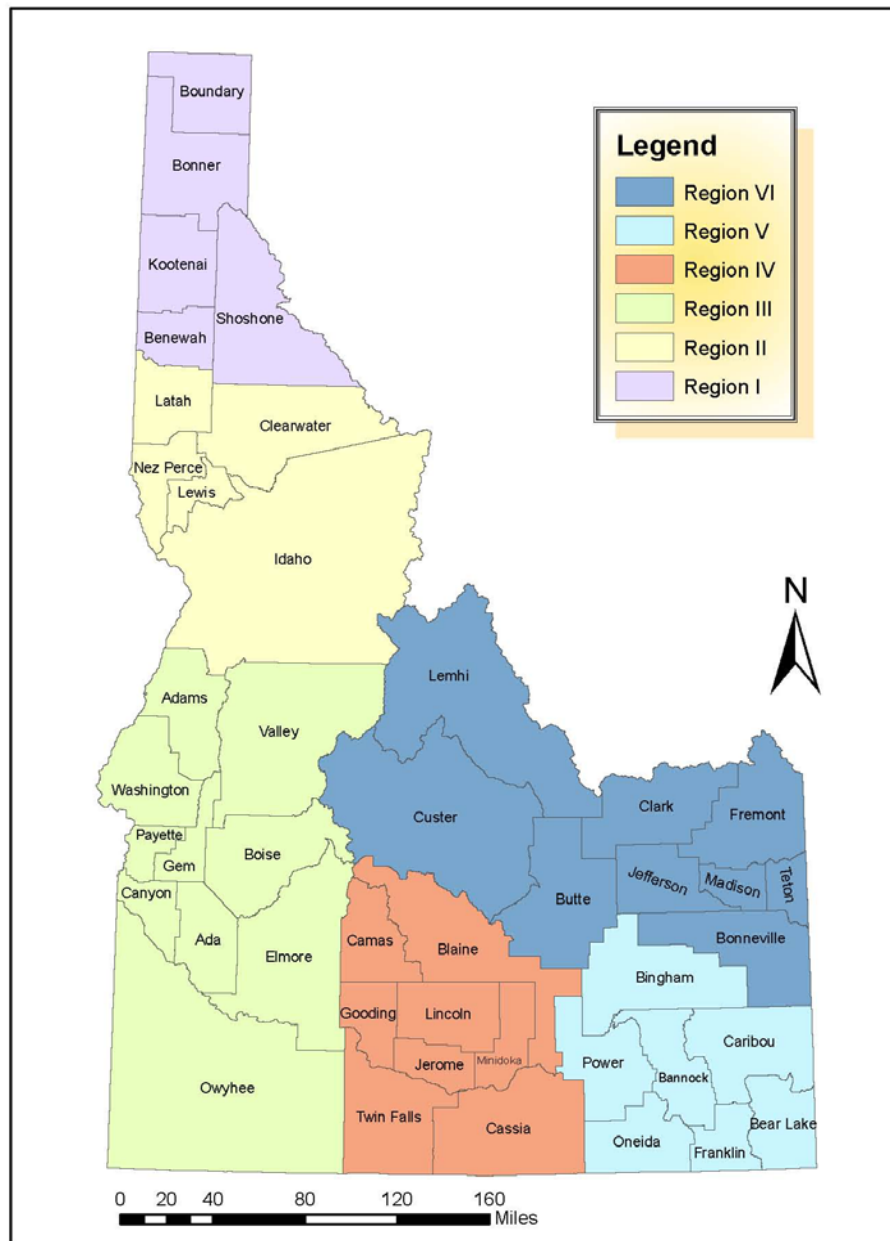 Boundary
Bonner
Kootenai
Shoshone
Benewah
Latah
Clearwater
Nez Perce
Lewis
Idaho
Legend
Region VI
Region V
Region IV
Region III
Region II
Region I
N
Lemhi
Adams
Valley
Washington
Custer
Clark
Fremont
Payette
Boise
Gem
Jefferson
Madison
Teton
Canyon
Butte
Ada
Elmore
Camas
Blaine
Bonneville
Bingham
Gooding
Lincoln
Caribou
Power
Jerome
Minidoka
Bannock
Owyhee
Twin Falls
Cassia
Oneida
Franklin
Bear Lake
0 20 40 80 120 160
Miles